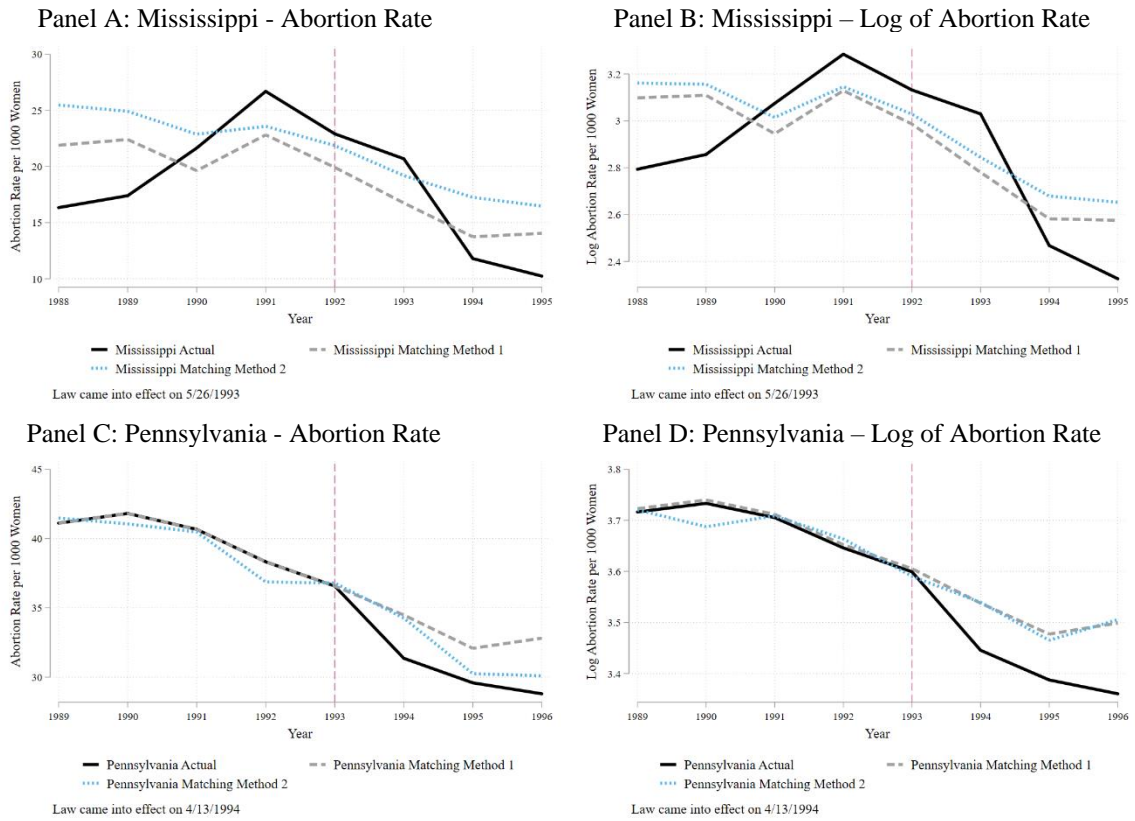 Panel A: Mississippi - Abortion Rate
Abortion Rate per 1000 Women
30
25
20
15
10
1988 1989 1990 1991 1992 1993 1994 1995
Year
Mississippi Actual Mississippi Matching Method 1
Mississippi Matching Method 2
Law came into effect on 5/26/1993
Panel B: Mississippi – Log of Abortion Rate
Log Abortion Rate per 1000 Women
3.2
3
2.8
2.6
2.4
1988 1989 1990 1991 1992 1993 1994 1995
Year
Mississippi Actual Mississippi Matching Method 1
Mississippi Matching Method 2
Law came into effect on 5/26/1993
Panel C: Pennsylvania - Abortion Rate
Abortion Rate per 1000 Women
45
40
35
30
1989 1990 1991 1992 1993 1994 1995 1996
Year
Pennsylvania Actual Pennsylvania Matching Method 1
Pennsylvania Matching Method 2
Law came into effect on 4/13/1994
Panel D: Pennsylvania – Log of Abortion Rate
Log Abortion Rate per 1000 Women
3.8
3.7
3.6
3.5
3.4
1989 1990 1991 1992 1993 1994 1995 1996
Year
Pennsylvania Actual Pennsylvania Matching Method 1
Pennsylvania Matching Method 2
Law came into effect on 4/13/1994